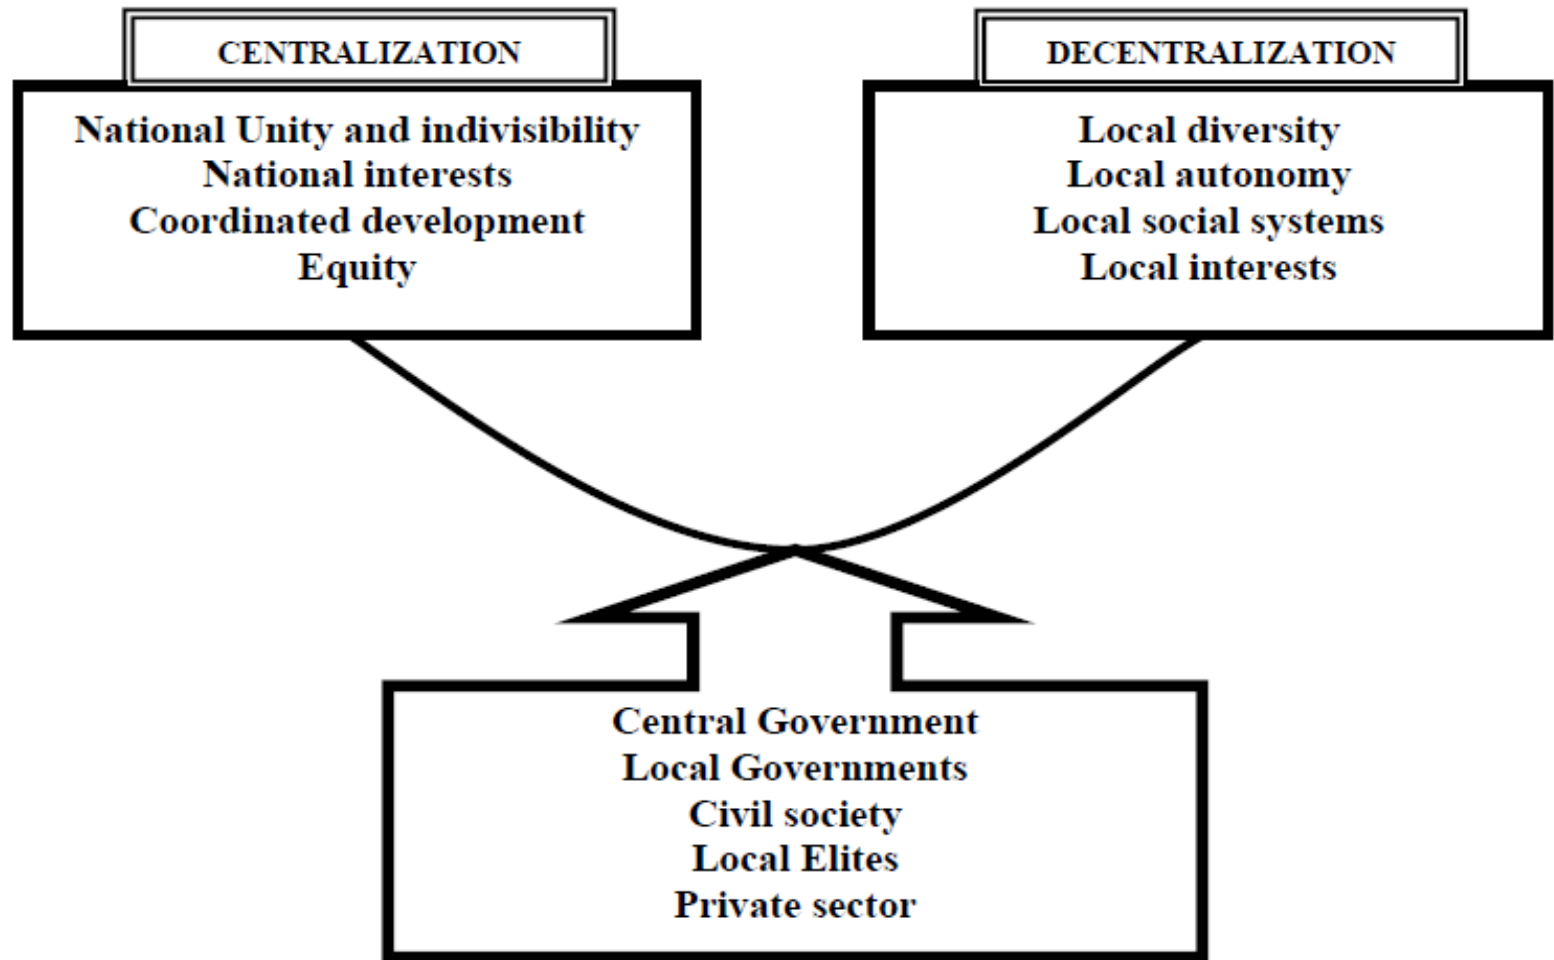 CENTRALIZATION
National Unity and indivisibility
National interests
Coordinated development
Equity
DECENTRALIZATION
Local diversity
Local autonomy
Local social systems
Local interests
Central Government
Local Governments
Civil society
Local Elites
Private sector